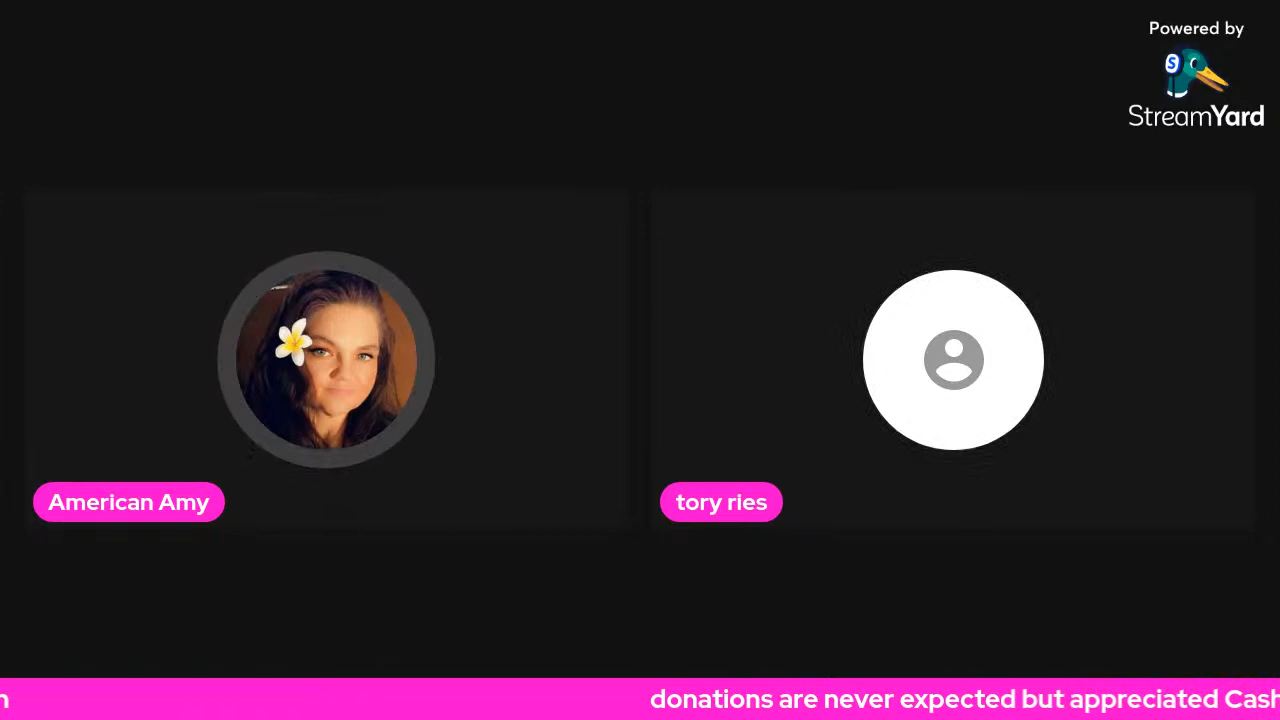 Powered by
S
StreamYard
American Amy
tory ries
donations are never expected but appreciated Cash